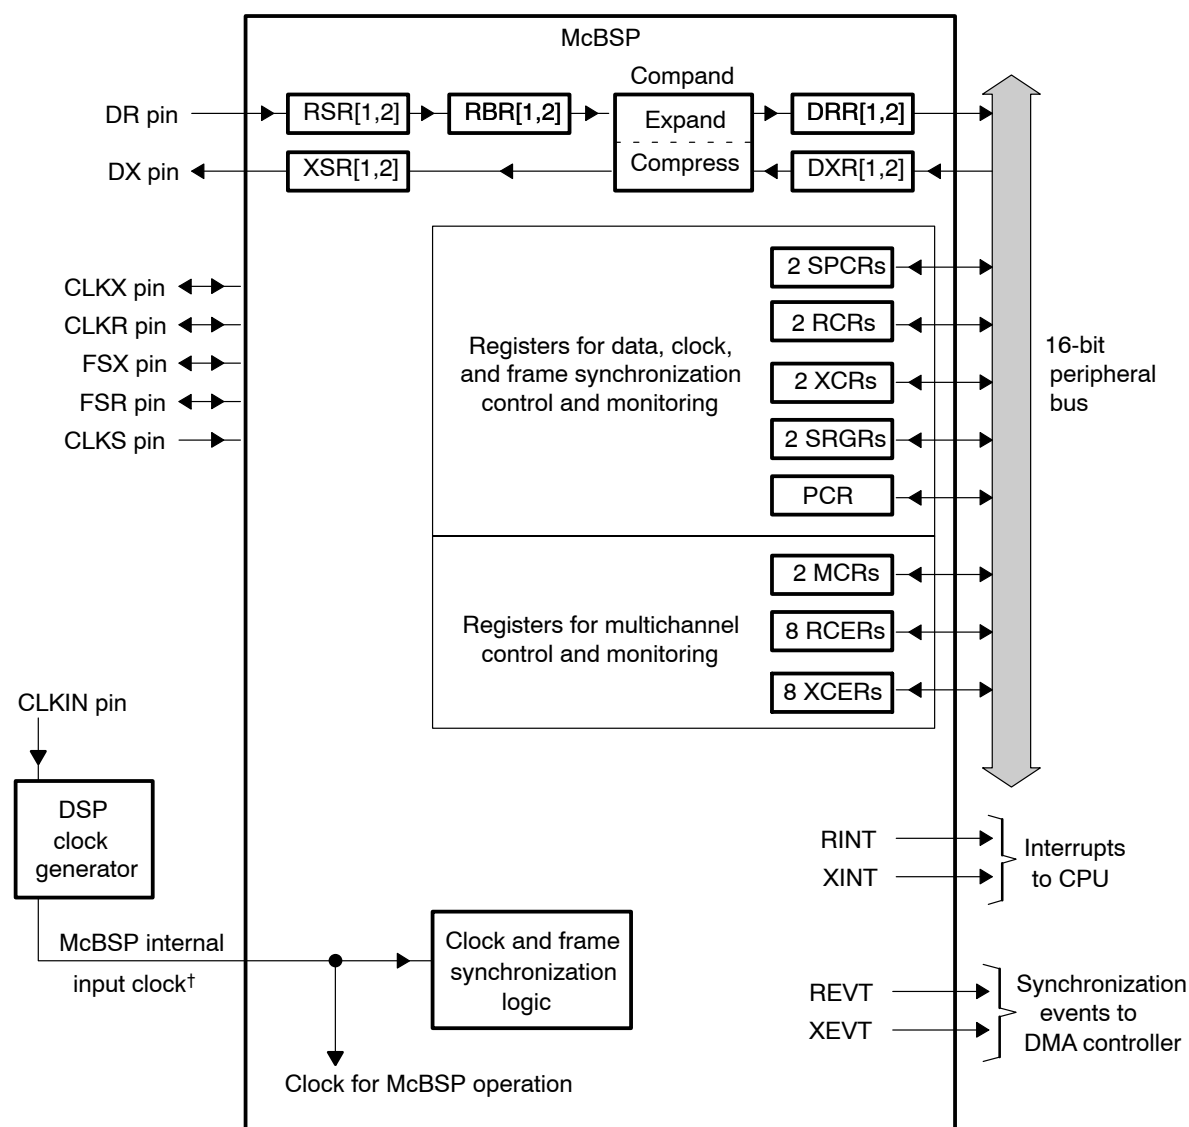 McBSP
Compand
DR pin
RSR[1,2]
RBR[1,2]
Expand
DRR[1,2]
DX pin
XSR[1,2]
Compress
DXR[1,2]
CLKX pin
CLKR pin
FSX pin
FSR pin
CLKS pin
Registers for data, clock,
and frame synchronization
control and monitoring
2 SPCRs
2 RCRs
2 XCRs
2 SRGRs
PCR
16-bit
peripheral
bus
Registers for multichannel
control and monitoring
2 MCRs
8 RCERs
8 XCERs
CLKIN pin
DSP
clock
generator
McBSP internal
input clock†
Clock and frame
synchronization
logic
Clock for McBSP operation
RINT
XINT
Interrupts
to CPU
REVT
XEVT
Synchronization
events to
DMA controller